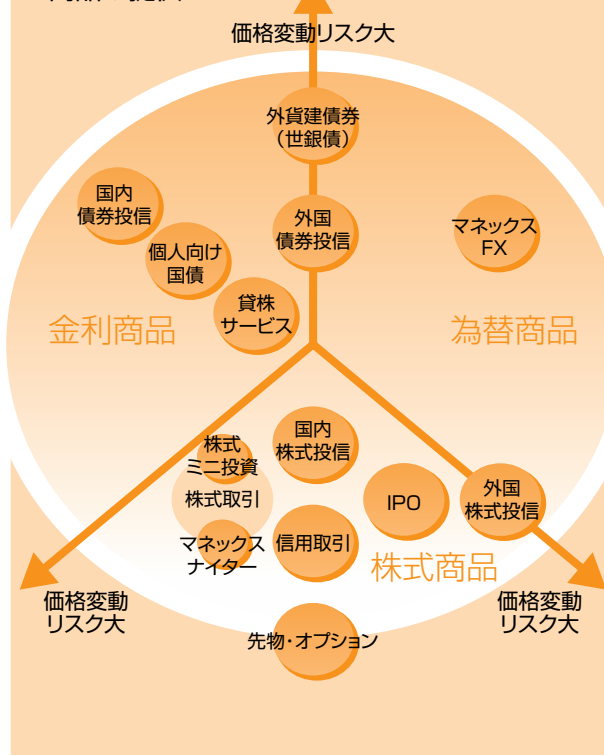 価格変動リスク大
外貨建債券
（世銀債）
国内
債券投信
外国
債券投信
マネックス
FX
個人向け
国債
貸株
サービス
金利商品
為替商品
株式
ミニ投資
国内
株式投信
株式取引
IPO
外国
株式投信
マネックス
ナイター
信用取引
株式商品
価格変動
リスク大
価格変動
リスク大
先物・オプション